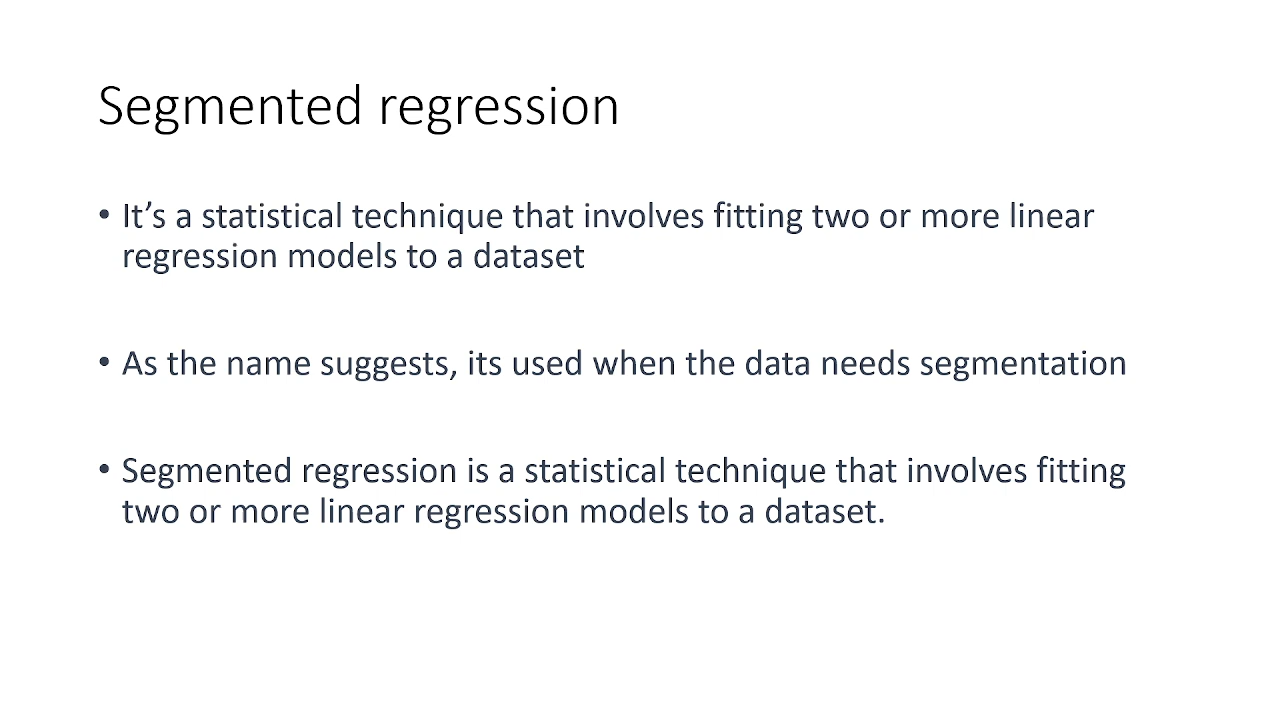 Segmented regression
• It’s a statistical technique that involves fitting two or more linear
regression models to a dataset
• As the name suggests, its used when the data needs segmentation
• Segmented regression is a statistical technique that involves fitting
two or more linear regression models to a dataset.